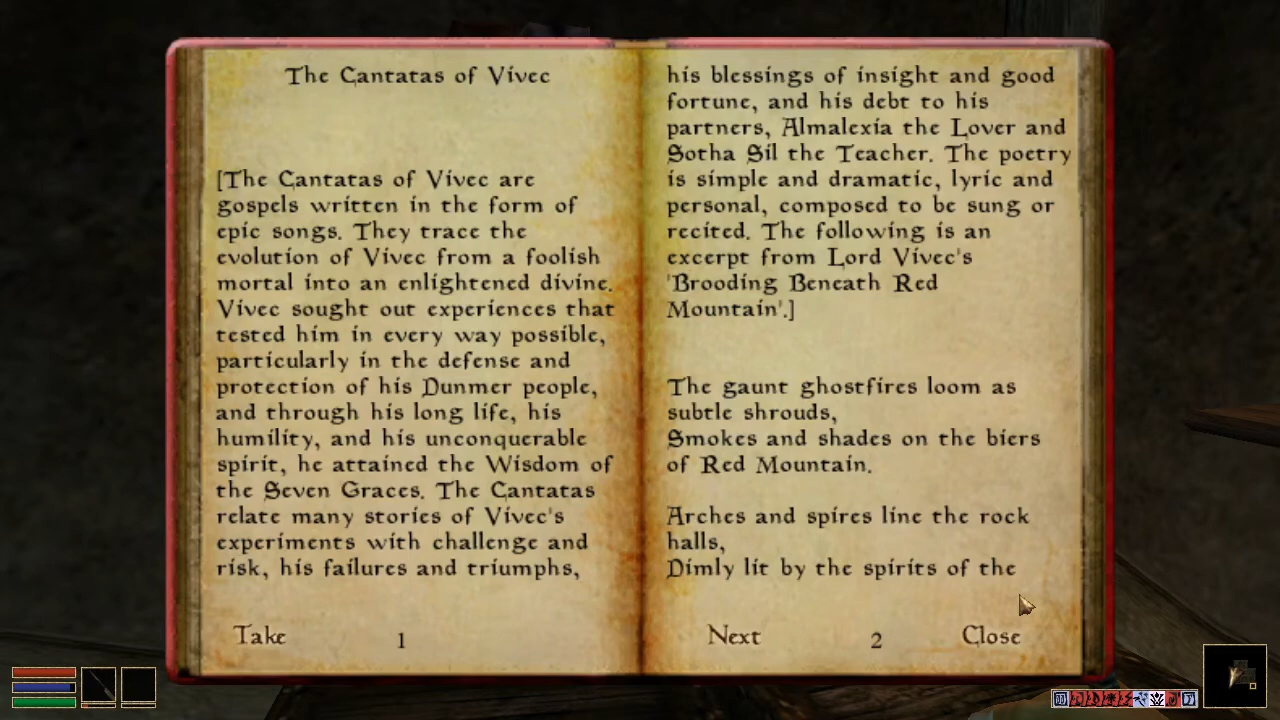 The Cantatas of Vivec
[The Cantatas of Vivec are
gospels written in the form of
epic songs. They trace the
evolution of Vivec from a foolish
mortal into an enlightened divine.
Vivec sought out experiences that
tested him in every way possible,
particularly in the defense and
protection of his Dunmer people,
and through his long life, his
humility, and his unconquerable
spirit, he attained the Wisdom of
the Seven Graces. The Cantatas
relate many stories of Vivec's
experiments with challenge and
risk, his failures and triumphs,
Take
1
his blessings of insight and good
fortune, and his debt to his
partners, Almalexia the Lover and
Sotha Sil the Teacher. The poetry
is simple and dramatic, lyric and
personal, composed to be sung or
recited. The following is an
excerpt from Lord Vivec's
'Brooding Beneath Red
Mountain'.]
The gaunt ghostfires loom as
subtle shrouds,
Smokes and shades on the biers
of Red Mountain.
Arches and spires line the rock
halls,
Dimly lit by the spirits of the
Next
2
Close